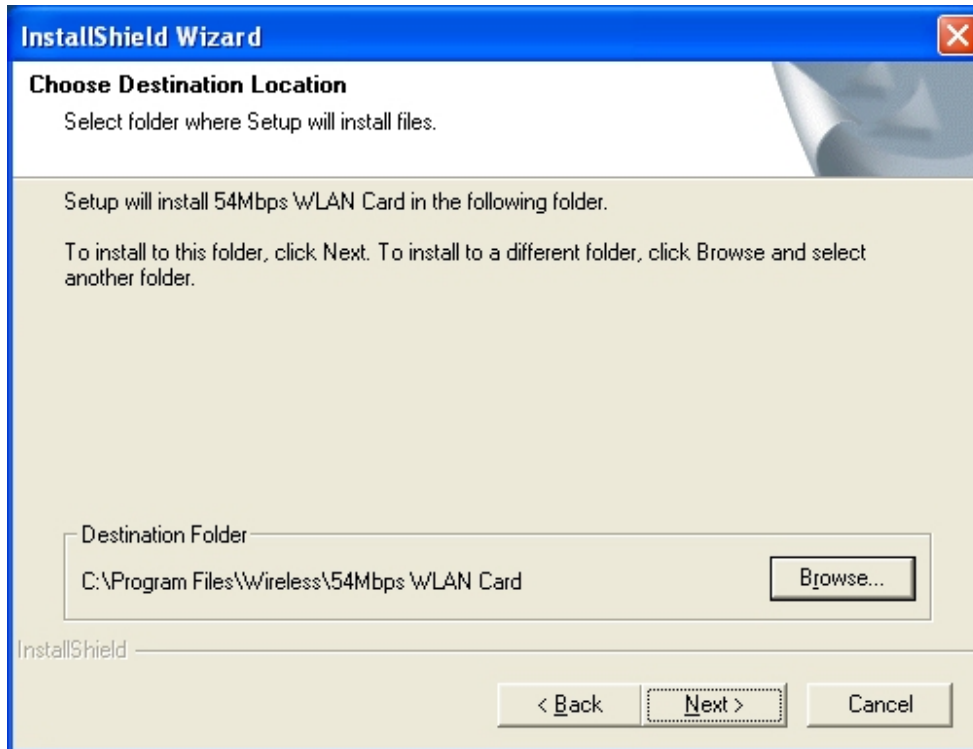 InstallShield Wizard
Choose Destination Location
Select folder where Setup will install files.
Setup will install 54Mbps WLAN Card in the following folder.
To install to this folder, click Next. To install to a different folder, click Browse and select
another folder.
Destination Folder
C:\Program Files\Wireless\54Mbps WLAN Card
Browse...
InstallShield
< Back
Next >
Cancel